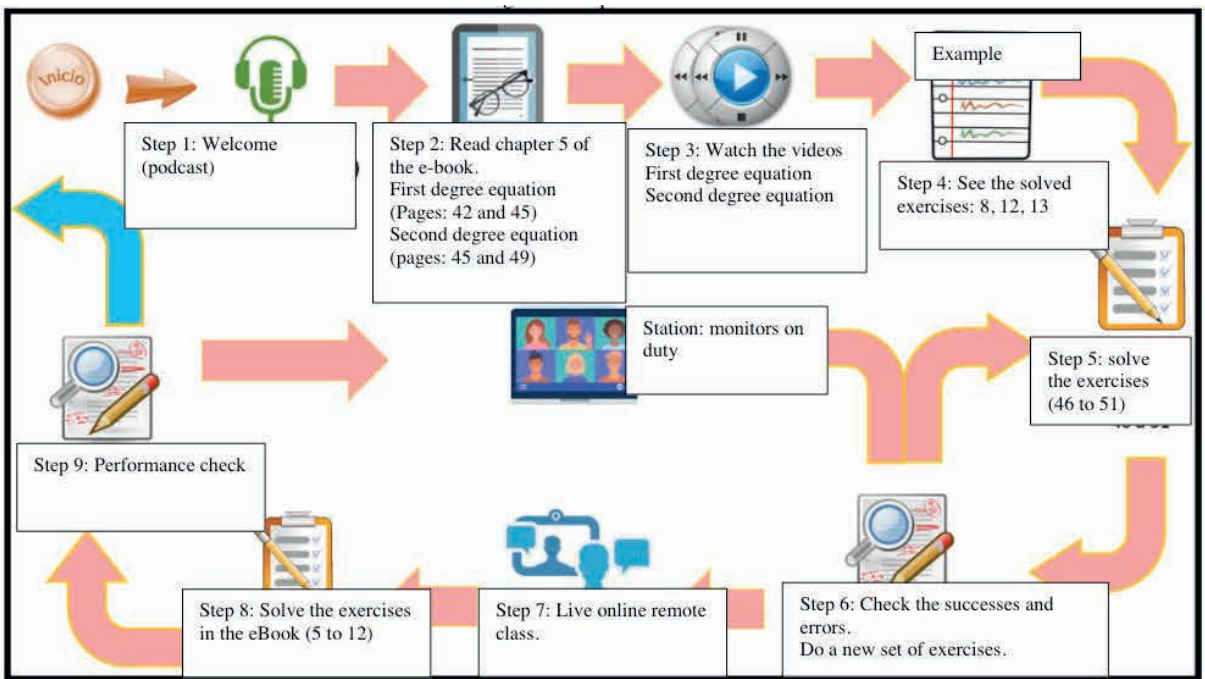 Inicio
Example
Step 1: Welcome
(podcast)
Step 2: Read chapter 5 of
the e-book.
First degree equation
(Pages: 42 and 45)
Second degree equation
(pages: 45 and 49)
Step 3: Watch the videos
First degree equation
Second degree equation
Step 4: See the solved
exercises: 8, 12, 13
Station: monitors on
duty
Step 5: solve
the exercises
(46 to 51)
Step 9: Performance check
Step 8: Solve the exercises
in the eBook (5 to 12)
Step 7: Live online remote
class.
Step 6: Check the successes and
errors.
Do a new set of exercises.